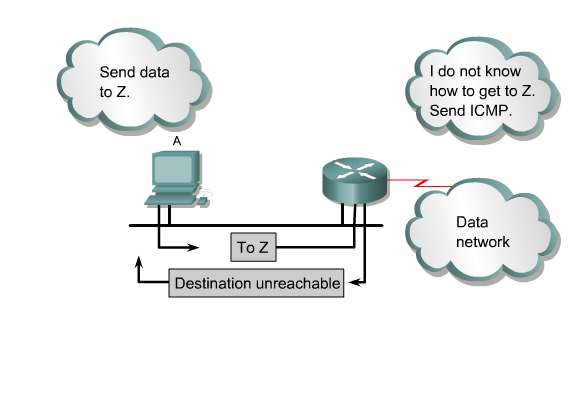 Send data
to Z.
I do not know
how to get to Z.
Send ICMP.
A
Data
network
To Z
Destination unreachable